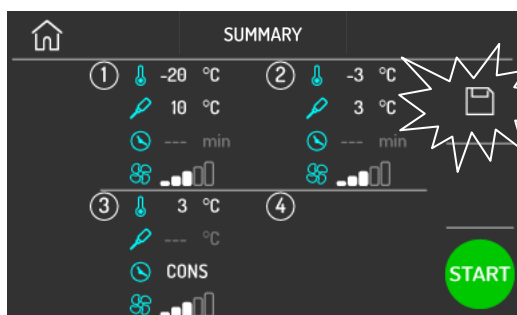 SUMMARY
1 -20 °C 2 -3 °C
10 °C 3 °C
--- min --- min
3 3 °C 4
--- °C
CONS
START